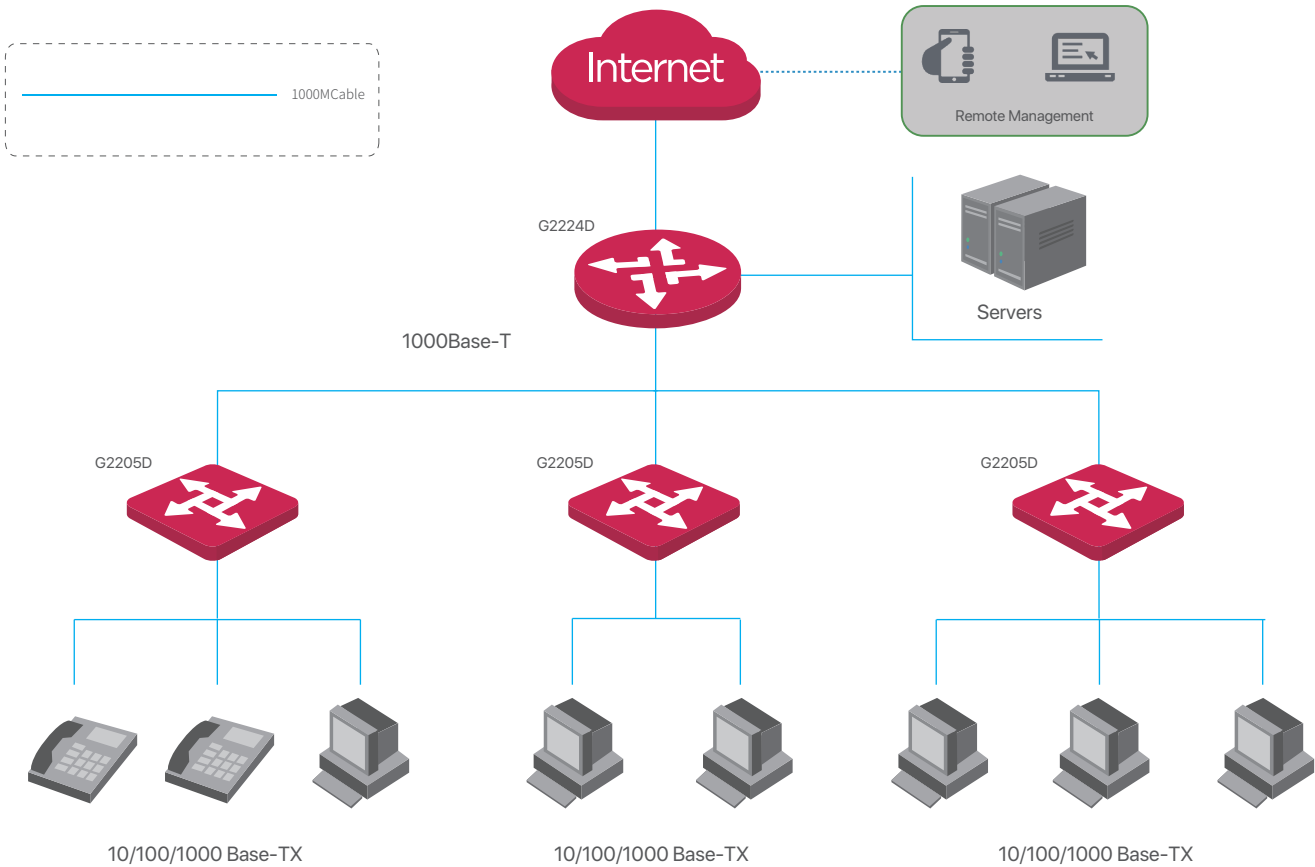 Internet
1000MCable
Remote Management
G2224D
Servers
1000Base-T
G2205D
G2205D
G2205D
10/100/1000 Base-TX
10/100/1000 Base-TX
10/100/1000 Base-TX